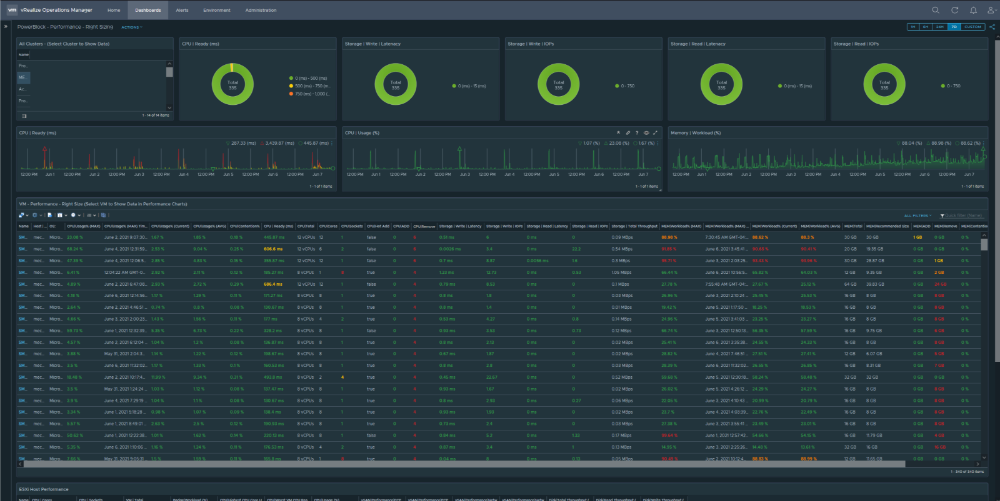 vm vRealize Operations Manager Home Dashboards Alerts Environment Administration
PowerBlock - Performance - Right Sizing ACTIONS 1H 6H 24H 7D CUSTOM
All Clusters - (Select Cluster to Show Data)
Name
Pro...
ME...
Ac...
Pro...
1 - 14 of 14 items
CPU | Ready (ms)
Total
335
0 (ms) - 500 (ms)
500 (ms) - 750 (m...
750 (ms) - 1,000 (...
Storage | Write | Latenacy
Total
335
0 (ms) - 15 (ms)
Storage | Write | IOPs
Total
335
0 - 750
Storage | Read | Latenacy
Total
335
0 (ms) - 15 (ms)
Storage | Read | IOPs
Total
335
0 - 750
CPU | Ready (ms)
287.33 (ms) 3,439.87 (ms) 445.87 (ms)
12:00 PM Jun 1 12:00 PM Jun 2 12:00 PM Jun 3 12:00 PM Jun 4 12:00 PM Jun 5 12:00 PM Jun 6 12:00 PM Jun 7
1 - 1 of 1 items
CPU | Usage (%)
1.07 (%) 23.08 (%) 1.67 (%)
12:00 PM Jun 1 12:00 PM Jun 2 12:00 PM Jun 3 12:00 PM Jun 4 12:00 PM Jun 5 12:00 PM Jun 6 12:00 PM Jun 7
1 - 1 of 1 items
Memory | Workload (%)
88.04 (%) 88.98 (%) 88.62 (%)
12:00 PM Jun 1 12:00 PM Jun 2 12:00 PM Jun 3 12:00 PM Jun 4 12:00 PM Jun 5 12:00 PM Jun 6 12:00 PM Jun 7
1 - 1 of 1 items
VM - Performance - Right Size (Select VM to Show Data in Performance Charts)
ALL FILTERS Quick filter (Name)
Name Host | ... OS: CPU|Usage% (MAX) CPU|Usage% (MAX) Tim... CPU|Usage% (Current) CPU|Usage% (AVG) CPU|Contention% CPU | Ready (ms) CPU|Total CPU|Cores CPU|Sockets CPU|Hot Add CPU|ADD CPU|Remove Storage | Write | Latency Storage | Write | IOPs Storage | Read | Latency Storage | Read | IOPs Storage | Total Throughput MEM|Workload% (MAX) MEM|Workload% (MAX) ... MEM|Workload% (Current) MEM|Workload% (AVG) MEM|Total MEM|Recommended Size MEM|ADD MEM|Remove MEM|Contentio
SM... mec... Micro... 23.08 % June 2, 2021 9:07:30... 1.67 % 1.85 % 0.18 % 445.87 ms 12 vCPUs 12 1 false 0 6 0.51 ms 6 0 ms 0 0.09 MBps 88.98 % 7:30:45 AM GMT-04:... 88.62 % 88.3 % 30 GB 30 GB 1 GB 0 GB 0 %
SM... mec... Micro... 68.24 % June 4, 2021 12:31:59... 2.53 % 9.04 % 0.25 % 606.6 ms 12 vCPUs 6 2 false 0 6 0.0026 ms 3.4 0 ms 22.2 0.54 MBps 91.85 % June 6, 2021 3:45:41 ... 90.65 % 90.41 % 20 GB 19.35 GB 0 GB 0 GB 0 %
SM... mec... Micro... 47.39 % June 4, 2021 12:06:5... 2.85 % 4.83 % 0.15 % 355.87 ms 12 vCPUs 12 1 false 0 6 0.7 ms 8.87 0.0056 ms 1.6 0.3 MBps 95.71 % June 3, 2021 2:03:25... 93.43 % 93.96 % 30 GB 28.87 GB 0 GB 1 GB 0 %
SM... mec... Micro... 6.41 % 12:04:22 AM GMT-0... 2.92 % 2.11 % 0.12 % 185.27 ms 8 vCPUs 1 8 true 0 4 1.23 ms 12.73 0 ms 0.53 1.05 MBps 66.44 % June 6, 2021 10:56:5... 65.82 % 64.03 % 12 GB 9.35 GB 0 GB 2 GB 0 %
SM... mec... Micro... 4.89 % June 2, 2021 6:47:08... 2.93 % 2.72 % 0.29 % 686.4 ms 12 vCPUs 12 1 false 0 4 0.79 ms 8.53 0 ms 0 0.1 MBps 27.78 % 7:55:48 AM GMT-04:... 27.67 % 25.12 % 64 GB 39.83 GB 0 GB 24 GB 0 %
SM... mec... Micro... 4.18 % June 6, 2021 12:14:56... 1.17 % 1.29 % 0.11 % 171.27 ms 8 vCPUs 8 1 true 0 4 0.8 ms 1.8 0 ms 0 0.03 MBps 26.96 % June 3, 2021 2:10:24 ... 25.45 % 25.53 % 16 GB 8 GB 0 GB 8 GB 0 %
SM... mec... Micro... 2.64 % June 2, 2021 4:46:51 ... 0.74 % 0.8 % 0.08 % 130.67 ms 8 vCPUs 8 1 true 0 4 0.8 ms 1.4 0 ms 0 0.01 MBps 19.42 % June 5, 2021 1:17:50 ... 18.25 % 18.53 % 16 GB 8 GB 0 GB 8 GB 0 %
SM... mec... Micro... 4.66 % June 3, 2021 2:00:23... 1.43 % 1.56 % 0.11 % 177 ms 8 vCPUs 4 2 true 0 4 0.53 ms 4.27 0 ms 0.8 0.14 MBps 24.96 % June 5, 2021 3:41:03 ... 23.25 % 23.27 % 16 GB 8 GB 0 GB 8 GB 0 %
SM... mec... Micro... 59.73 % June 1, 2021 12:32:39... 5.35 % 6.73 % 0.22 % 328.2 ms 8 vCPUs 8 1 false 0 4 0.93 ms 3.53 0 ms 0.73 0.12 MBps 66.74 % June 3, 2021 12:50:13... 56.35 % 57.59 % 16 GB 9.75 GB 0 GB 6 GB 0 %
SM... mec... Micro... 4.57 % June 2, 2021 6:12:04 ... 1.04 % 1.2 % 0.08 % 136.87 ms 8 vCPUs 8 1 true 0 4 0.8 ms 2.13 0 ms 0 0.02 MBps 25.41 % June 6, 2021 3:35:38... 24.55 % 24.33 % 16 GB 8 GB 0 GB 8 GB 0 %
SM... mec... Micro... 3.88 % May 31, 2021 2:04:3... 1.14 % 1.22 % 0.12 % 198.67 ms 8 vCPUs 8 1 true 0 4 0.67 ms 1.87 0 ms 0 0.02 MBps 28.82 % June 4, 2021 7:46:51 ... 27.51 % 27.41 % 12 GB 6.07 GB 0 GB 5 GB 0 %
SM... mec... Micro... 3.5 % June 6, 2021 11:32:02 ... 1.17 % 1.33 % 0.1 % 160.53 ms 8 vCPUs 8 1 true 0 4 0.8 ms 2.8 0 ms 0 0.03 MBps 28.39 % June 6, 2021 11:32:02... 26.55 % 26.85 % 16 GB 8.31 GB 0 GB 7 GB 0 %
SM... mec... Micro... 18.48 % June 2, 2021 10:17:4... 11.99 % 9.34 % 0.31 % 493.8 ms 8 vCPUs 2 4 true 0 4 0.45 ms 22.67 0 ms 0 0.52 MBps 59.68 % June 5, 2021 12:30:18... 58.24 % 58.48 % 32 GB 32 GB 0 GB 0 GB 0 %
SM... mec... Micro... 3.5 % May 31, 2021 1:24:24 ... 1.03 % 1.12 % 0.08 % 137.47 ms 8 vCPUs 8 1 true 0 4 0.93 ms 1.67 0 ms 0 0.02 MBps 26.02 % June 5, 2021 4:26:12 ... 24.29 % 24.27 % 16 GB 8 GB 0 GB 8 GB 0 %
SM... mec... Micro... 3.9 % June 4, 2021 7:29:19 ... 1.04 % 1.1 % 0.08 % 130.67 ms 8 vCPUs 8 1 true 0 4 0.8 ms 2.93 0 ms 0.27 0.06 MBps 22.05 % June 3, 2021 4:10:43 ... 20.99 % 20.79 % 16 GB 8 GB 0 GB 8 GB 0 %
SM... mec... Micro... 3.34 % June 1, 2021 5:18:28 ... 0.98 % 1.07 % 0.09 % 138.4 ms 8 vCPUs 8 1 true 0 4 0.93 ms 1.93 0 ms 0 0.02 MBps 23.7 % June 4, 2021 4:03:39... 22.76 % 22.49 % 16 GB 8 GB 0 GB 8 GB 0 %
SM... mec... Micro... 5.57 % June 1, 2021 8:49:01 ... 2.63 % 2.5 % 0.12 % 190.93 ms 8 vCPUs 8 1 true 0 4 0.73 ms 2.4 0 ms 0 0.03 MBps 27.38 % June 3, 2021 3:55:41 ... 23.49 % 23.01 % 16 GB 8 GB 0 GB 8 GB 0 %
SM... mec... Micro... 50.62 % June 1, 2021 12:22:38... 1.01 % 1.62 % 0.14 % 220.13 ms 8 vCPUs 8 1 false 0 4 0.84 ms 5.2 0 ms 1.33 0.17 MBps 99.64 % June 1, 2021 12:57:42... 54.66 % 54.15 % 16 GB 11.79 GB 0 GB 4 GB 0 %
SM... mec... Micro... 5.35 % June 6, 2021 1:10:06 ... 1.16 % 1.24 % 0.11 % 176.53 ms 8 vCPUs 4 2 true 0 4 0.87 ms 3.4 0 ms 1 0.13 MBps 14.95 % June 3, 2021 2:25:26... 14.48 % 13.61 % 32 GB 16 GB 0 GB 16 GB 0 %
SM... mec... Micro... 7.66 % May 31, 2021 9:05:31 ... 1.5 % 1.59 % 0.11 % 165.8 ms 8 vCPUs 1 8 true 0 4 0.04 ms 8 0 ms 0.13 0.05 MBps 90.49 % June 2, 2021 10:12:4... 88.83 % 88.99 % 12 GB 11.65 GB 0 GB 0 GB 0 %
1 - 340 of 340 items
ESXi Host Performance
Name CPU | Cores CPU | Sockets VM | Total Badge|Workload (%)